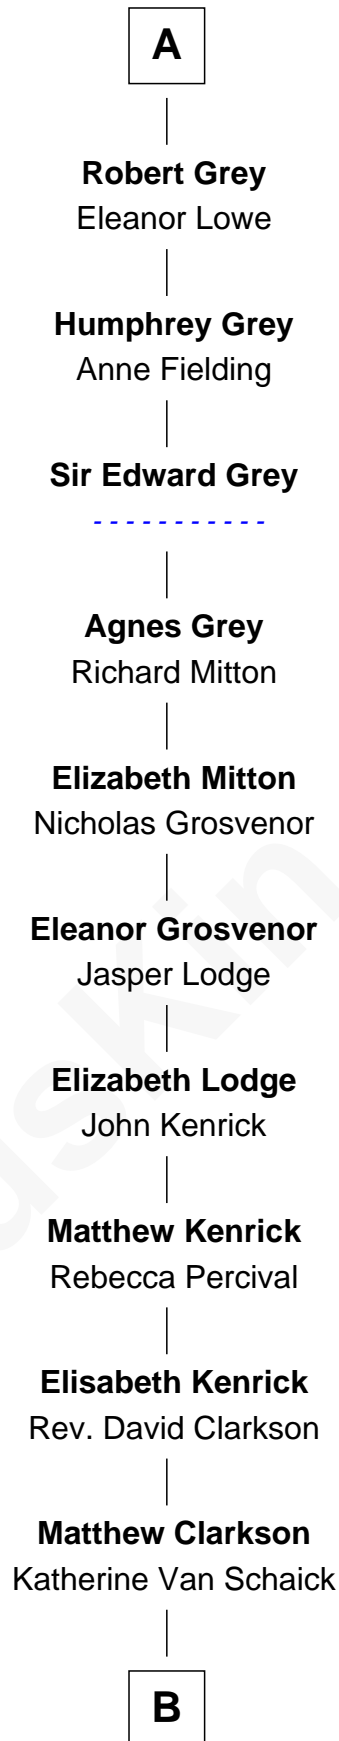 A
Robert Grey
Eleanor Lowe
Humphrey Grey
Anne Fielding
Sir Edward Grey
- - - - - - - - - - -
Agnes Grey
Richard Mitton
Elizabeth Mitton
Nicholas Grosvenor
Eleanor Grosvenor
Jasper Lodge
Elizabeth Lodge
John Kenrick
Matthew Kenrick
Rebecca Percival
Elisabeth Kenrick
Rev. David Clarkson
Matthew Clarkson
Katherine Van Schaick
B